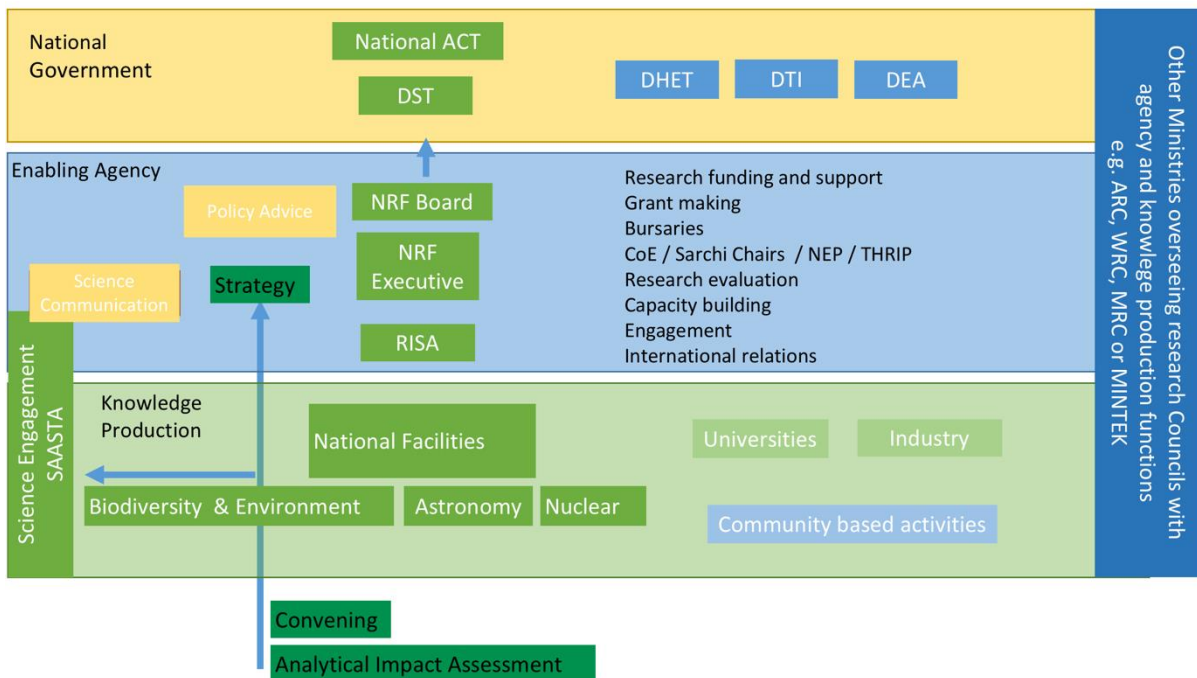 National
Government
National ACT
DST
DHET
DTI
DEA
Enabling Agency
Policy Advice
NRF Board
Science
Communication
Strategy
NRF
Executive
RISA
Research funding and support
Grant making
Bursaries
CoE / Sarchi Chairs / NEP / THRIP
Research evaluation
Capacity building
Engagement
International relations
Science Engagement
SAASTA
Knowledge
Production
National Facilities
Universities
Industry
Biodiversity & Environment
Astronomy
Nuclear
Community based activities
Convening
Analytical Impact Assessment
Other Ministries overseeing research Councils with
agency and knowlege production functions
e.g. ARC, WRC, MRC or MINTEK